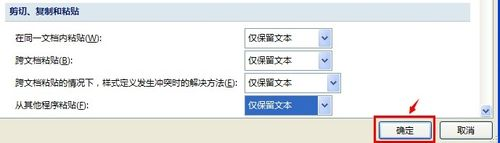 剪切、复制和粘贴
在同一文档内粘贴(W): 仅保留文本
跨文档粘贴(B): 仅保留文本
跨文档粘贴的情况下，样式定义发生冲突时的解决方法(E): 仅保留文本
从其他程序粘贴(F): 仅保留文本
确定 取消